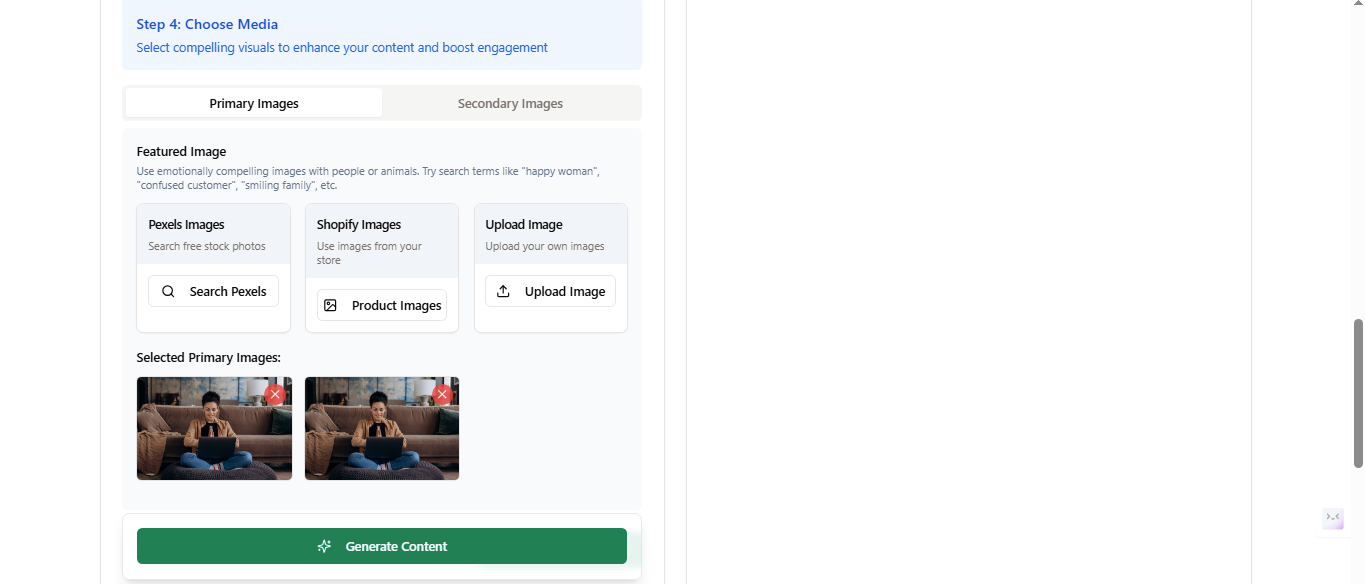 Step 4: Choose Media
Select compelling visuals to enhance your content and boost engagement
Primary Images
Secondary Images
Featured Image
Use emotionally compelling images with people or animals. Try search terms like "happy woman",
"confused customer", "smiling family", etc.
Pexels Images
Search free stock photos
Search Pexels
Shopify Images
Use images from your
store
Product Images
Upload Image
Upload your own images
Upload Image
Selected Primary Images:
Generate Content